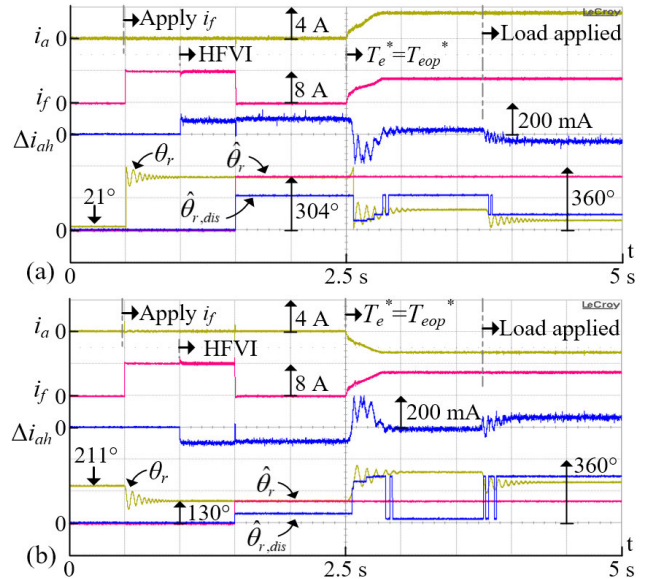 Apply i_f
4 A
LeCroy
i_a 0
HFVI
T_e^*=T_eop^*
Load applied
i_f 0
8 A
200 mA
Δi_ah 0
θ_r
θ̂_r
21°
θ̂_r,dis
304°
360°
0
(a)
t
0
2.5 s
5 s
Apply i_f
4 A
T_e^*=T_eop^*
LeCroy
i_a 0
Load applied
HFVI
i_f 0
8 A
200 mA
Δi_ah 0
211°
θ_r
θ̂_r
360°
130°
0
θ̂_r,dis
(b)
t
0
2.5 s
5 s